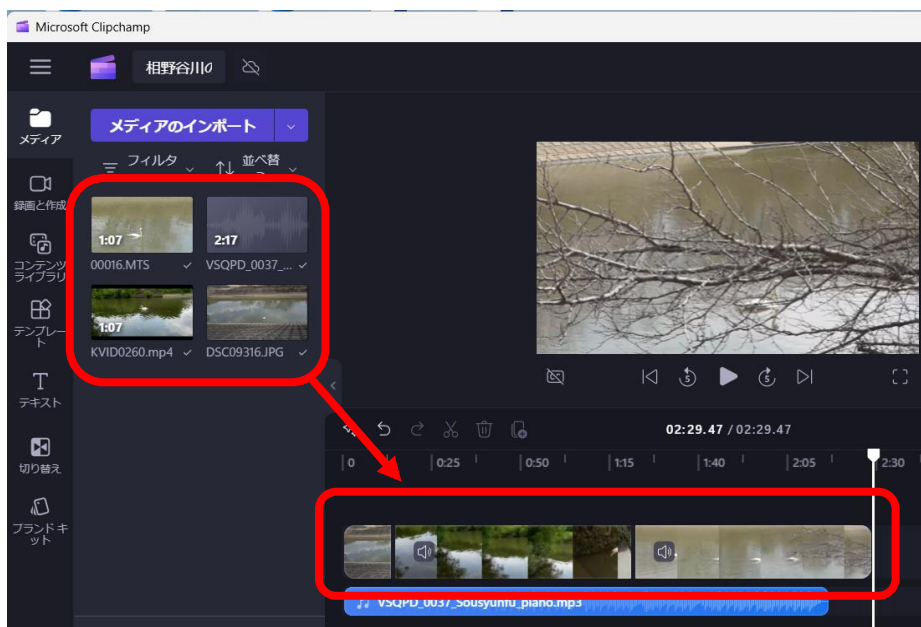 Microsoft Clipchamp
相野谷川の
メディア
メディアのインポート
フィルタ
並べ替
録画と作成
1:07
2:17
00016.MTS
VSQPD_0037_...
コンテンツ
ライブラリ
1:07
KVID0260.mp4
DSC09316.JPG
テンプレー
ト
テキスト
切り替え
ブランド キ
ット
5
5
02:29.47 / 02:29.47
0
0:25
0:50
1:15
1:40
2:05
2:30
VSQPD_0037_Sousyunfu_piano.mp3